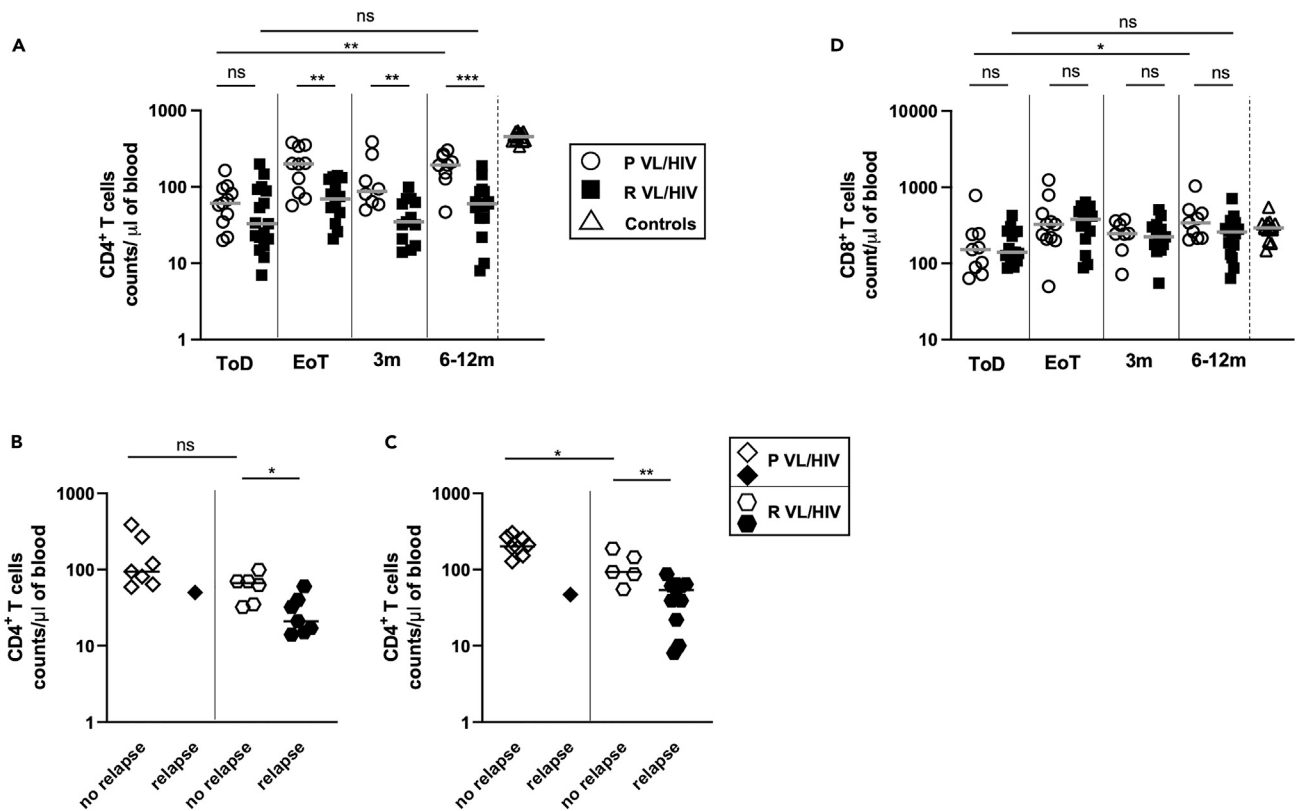 A
ns
**
ns
**
**
***
CD4+ T cells
counts/ μl of blood
1000
100
10
1
ToD
EoT
3m
6-12m
P VL/HIV
R VL/HIV
Controls
D
ns
*
ns
ns
ns
ns
CD8+ T cells
count/μl of blood
10000
1000
100
10
ToD
EoT
3m
6-12m
B
ns
*
CD4+ T cells
counts/μl of blood
1000
100
10
1
no relapse
relapse
no relapse
relapse
C
*
**
CD4+ T cells
counts/μl of blood
1000
100
10
1
no relapse
relapse
no relapse
relapse
P VL/HIV
R VL/HIV